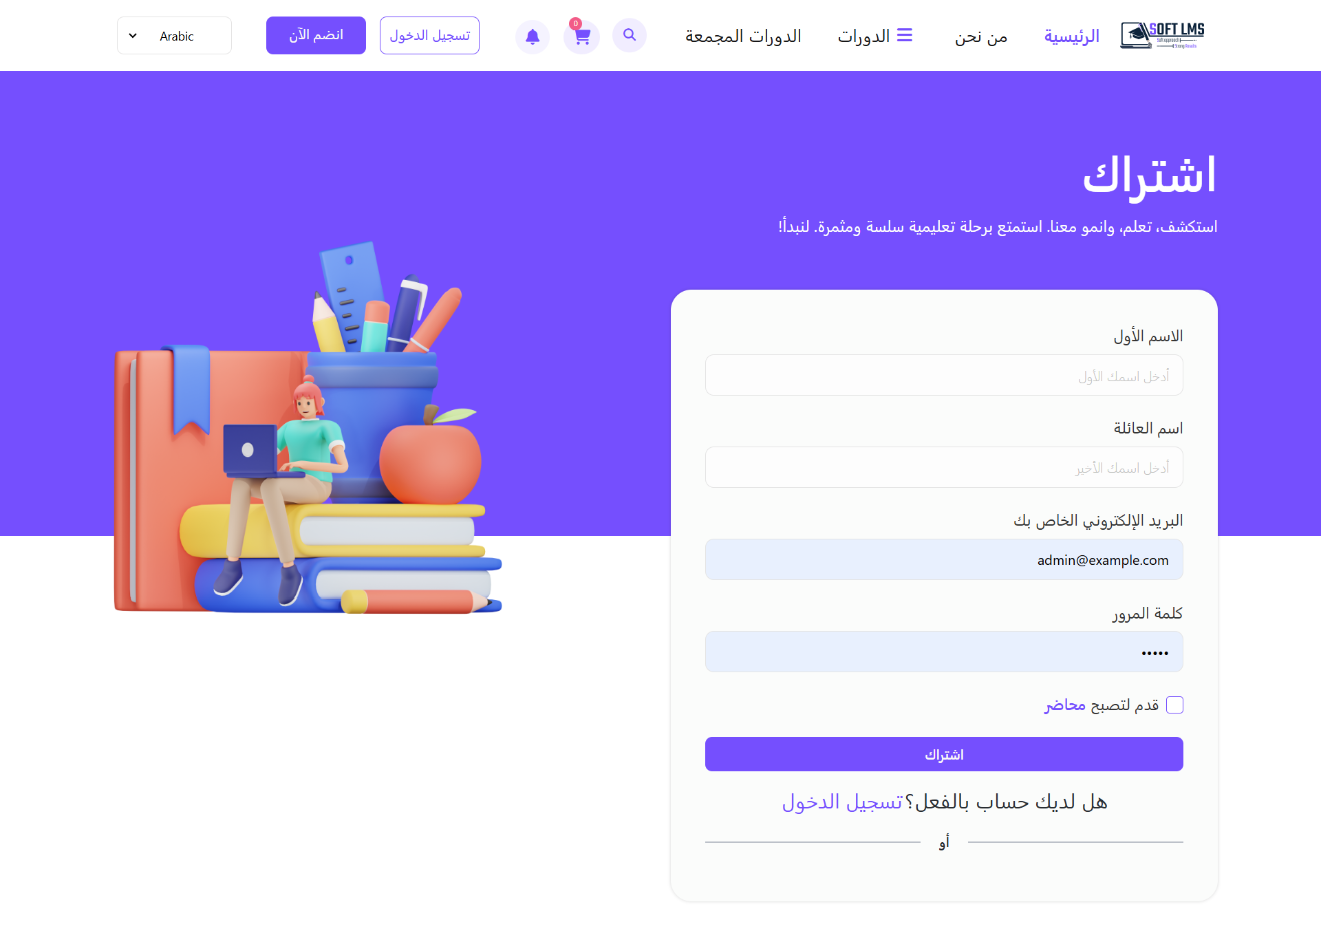 SOFT LMS
الرئيسية
من نحن
الدورات
الدورات المجمعة
0
تسجيل الدخول
انضم الآن
Arabic
اشتراك
استكشف، تعلم، وانمو معنا. استمتع برحلة تعليمية سلسة ومثمرة. لنبدأ!
الاسم الأول
أدخل اسمك الأول
اسم العائلة
أدخل اسمك الأخير
البريد الإلكتروني الخاص بك
admin@example.com
كلمة المرور
•••••
قدم لتصبح محاضر
اشتراك
هل لديك حساب بالفعل؟ تسجيل الدخول
أو